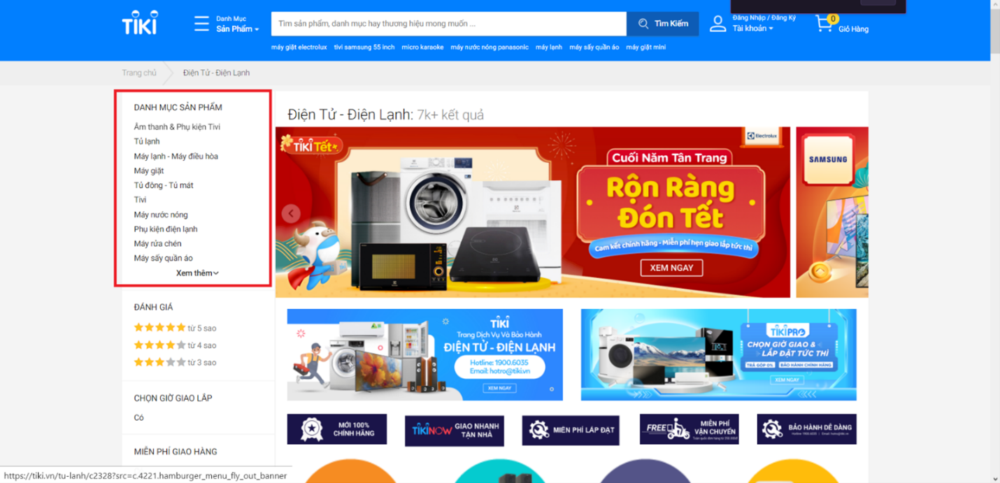 TIKI
Danh Mục
Sản Phẩm
Tìm sản phẩm, danh mục hay thương hiệu mong muốn ...
Tìm Kiếm
Đăng Nhập / Đăng Ký
Tài khoản
0
Giỏ Hàng
máy giặt electrolux tivi samsung 55 inch micro karaoke máy nước nóng panasonic máy lạnh máy sấy quần áo máy giặt mini
Trang chủ
Điện Tử - Điện Lạnh
DANH MỤC SẢN PHẨM
Âm thanh & Phụ kiện Tivi
Tủ lạnh
Máy lạnh - Máy điều hòa
Máy giặt
Tủ đông - Tủ mát
Tivi
Máy nước nóng
Phụ kiện điện lạnh
Máy rửa chén
Máy sấy quần áo
Xem thêm
ĐÁNH GIÁ
từ 5 sao
từ 4 sao
từ 3 sao
CHỌN GIỜ GIAO LẮP
Có
MIỄN PHÍ GIAO HÀNG
Điện Tử - Điện Lạnh: 7k+ kết quả
TIKI Tết
Electrolux
Cuối Năm Tân Trang
Rộn Ràng
Đón Tết
Cam kết chính hãng - Miễn phí hẹn giao lắp tức thì
XEM NGAY
SAMSUNG
TIKI
Trang Dịch Vụ Và Bảo Hành
ĐIỆN TỬ - ĐIỆN LẠNH
Hotline: 1900.6035
Email: hotro@tiki.vn
XEM NGAY
TIKIPRO
CHỌN GIỜ GIAO &
LẮP ĐẶT TỨC THÌ
TRẢ GÓP 0% BẢO HÀNH CHÍNH HÃNG
XEM NGAY
MỚI 100%
CHÍNH HÃNG
TIKINOW
GIAO NHANH
TẬN NHÀ
MIỄN PHÍ LẮP ĐẶT
FREE
MIỄN PHÍ
VẬN CHUYỂN
BẢO HÀNH DỄ DÀNG
https://tiki.vn/tu-lanh/c2328?src=c.4221.hamburger_menu_fly_out_banner